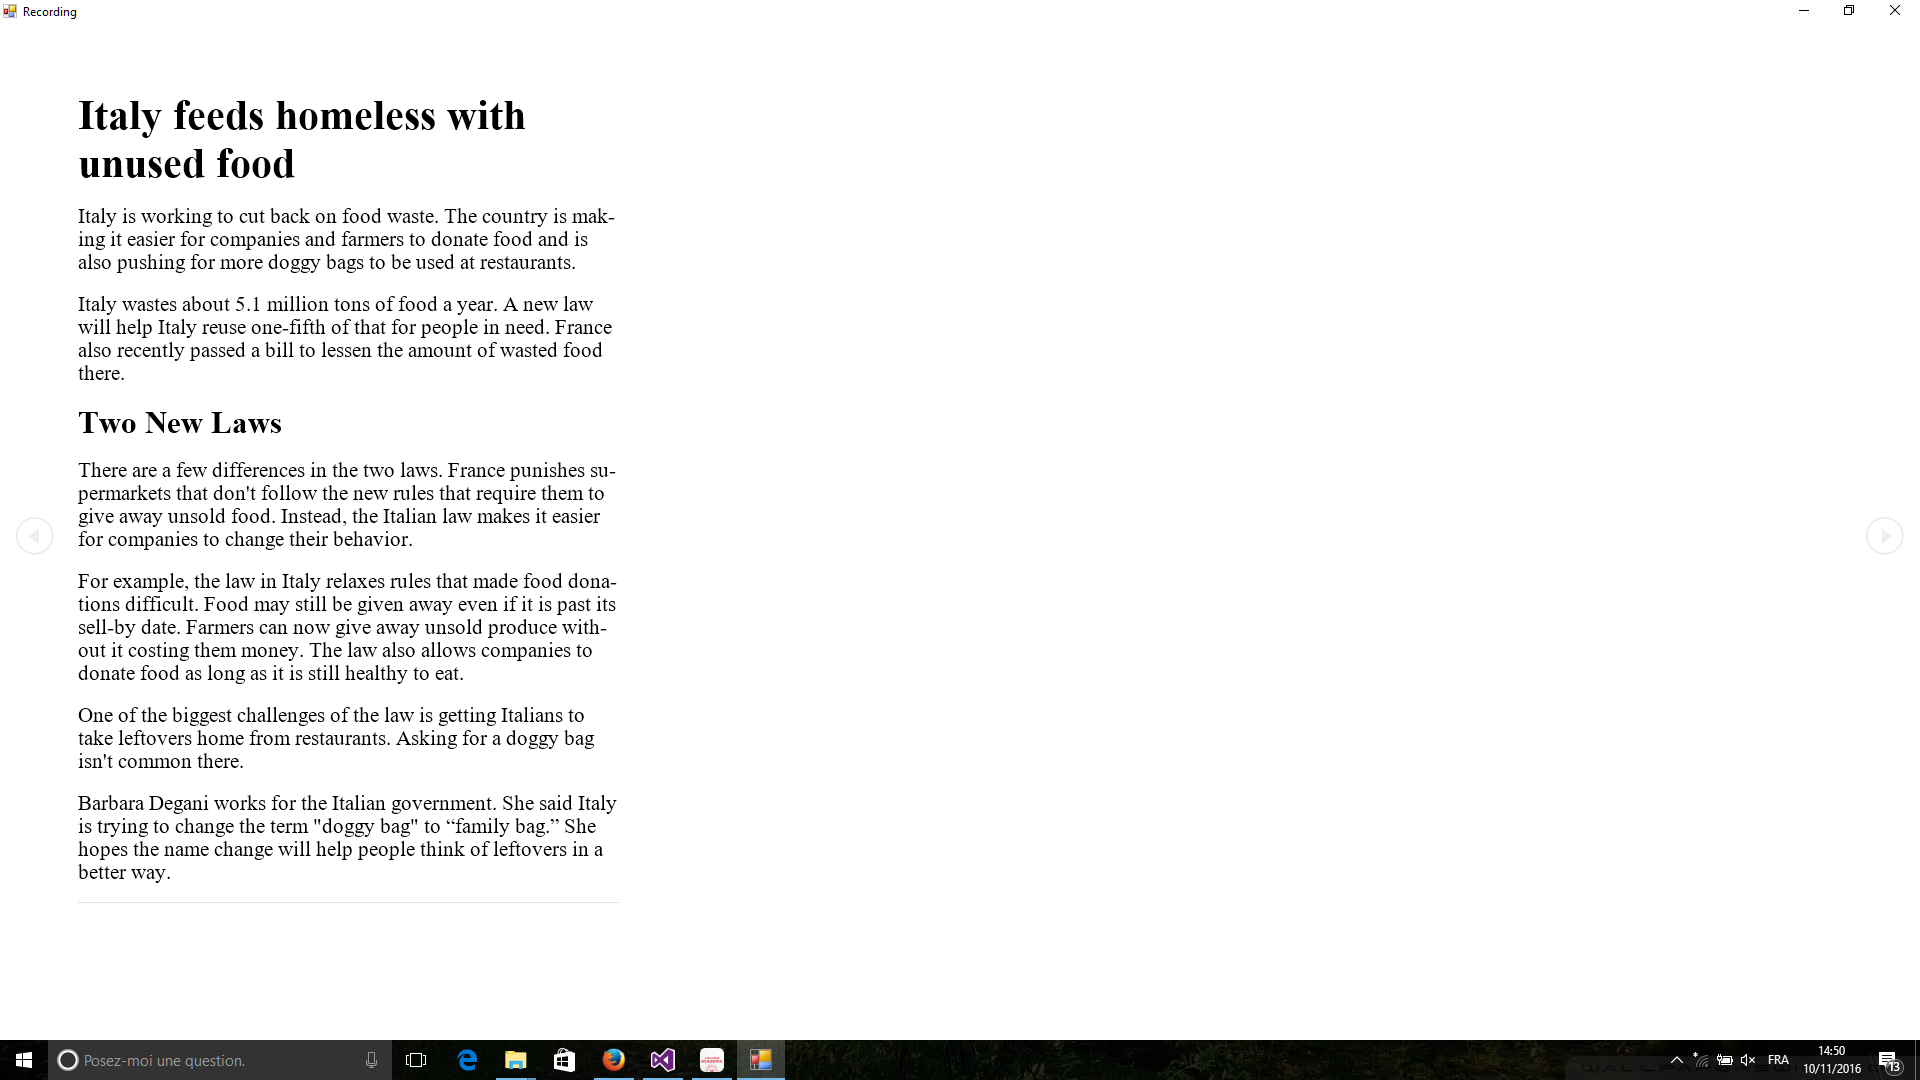 Recording
Italy feeds homeless with
unused food
Italy is working to cut back on food waste. The country is mak-
ing it easier for companies and farmers to donate food and is
also pushing for more doggy bags to be used at restaurants.
Italy wastes about 5.1 million tons of food a year. A new law
will help Italy reuse one-fifth of that for people in need. France
also recently passed a bill to lessen the amount of wasted food
there.
Two New Laws
There are a few differences in the two laws. France punishes su-
permarkets that don't follow the new rules that require them to
give away unsold food. Instead, the Italian law makes it easier
for companies to change their behavior.
For example, the law in Italy relaxes rules that made food dona-
tions difficult. Food may still be given away even if it is past its
sell-by date. Farmers can now give away unsold produce with-
out it costing them money. The law also allows companies to
donate food as long as it is still healthy to eat.
One of the biggest challenges of the law is getting Italians to
take leftovers home from restaurants. Asking for a doggy bag
isn't common there.
Barbara Degani works for the Italian government. She said Italy
is trying to change the term "doggy bag" to “family bag.” She
hopes the name change will help people think of leftovers in a
better way.
Posez-moi une question.
FRA
14:50
10/11/2016
13